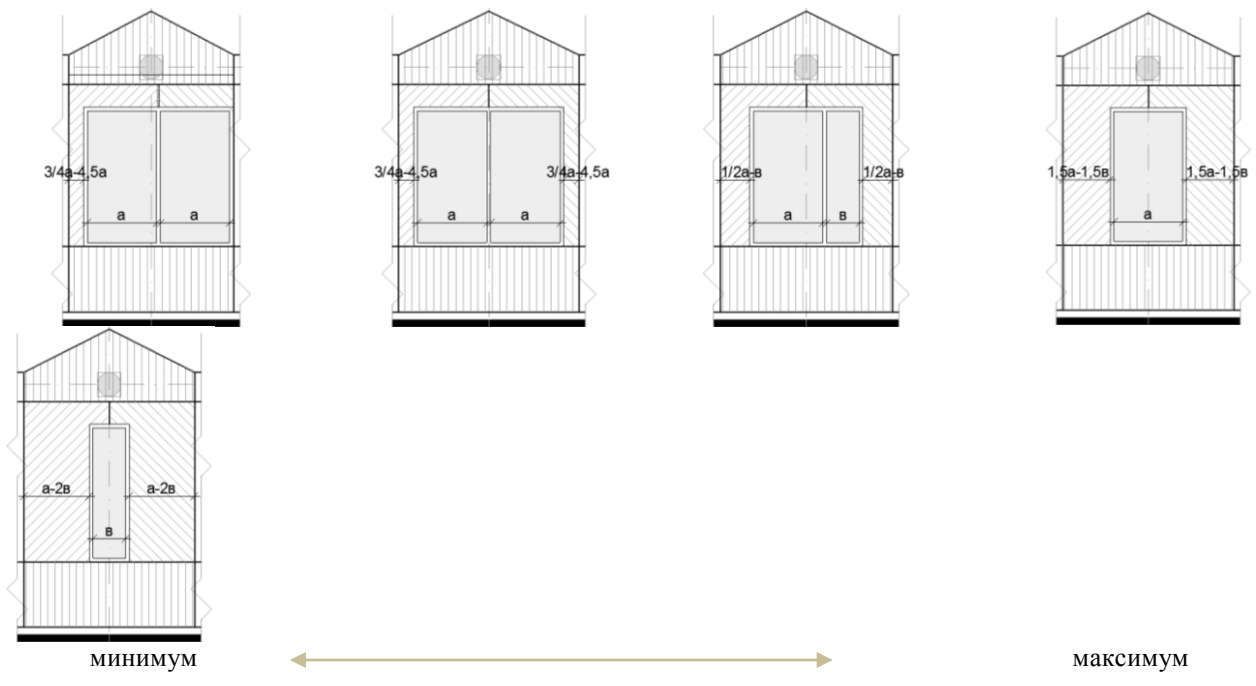 3/4а-4,5а
а а
3/4а-4,5а 3/4а-4,5а
а а
1/2а-в 1/2а-в
а в
1,5а-1,5в 1,5а-1,5в
а
а-2в а-2в
в
минимум максимум